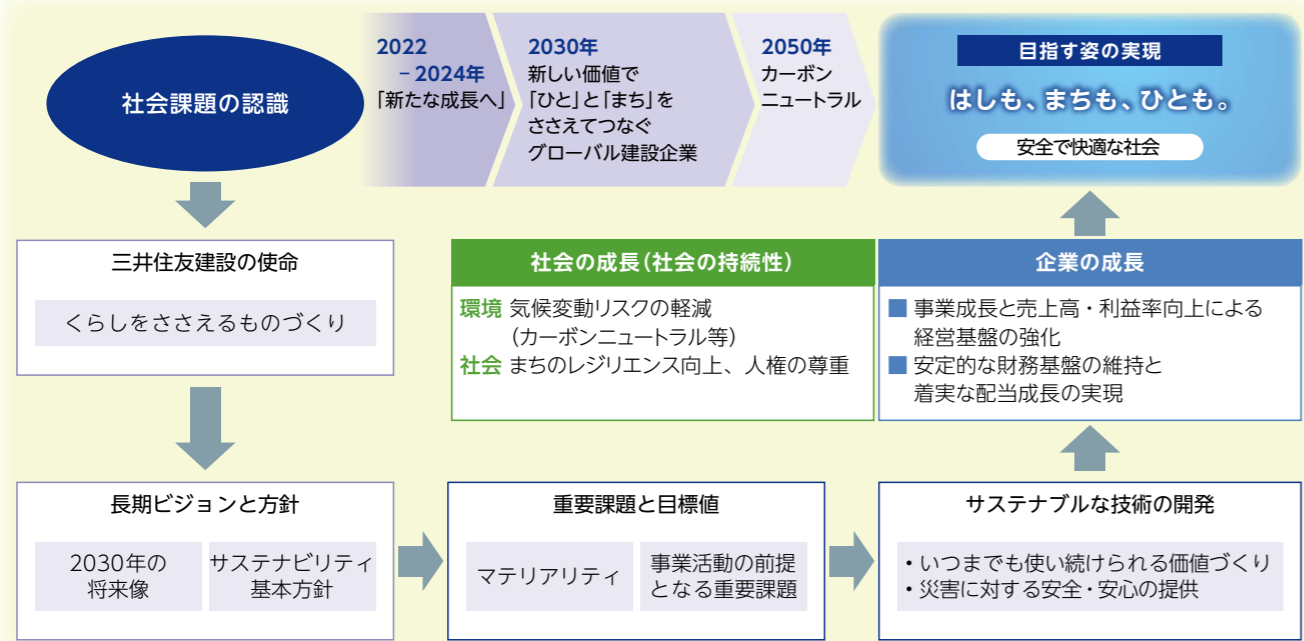 社会課題の認識
2022
－2024年
「新たな成長へ」
2030年
新しい価値で
「ひと」と「まち」を
ささえてつなぐ
グローバル建設企業
2050年
カーボン
ニュートラル
目指す姿の実現
はしも、まちも、ひとも。
安全で快適な社会
三井住友建設の使命
くらしをささえるものづくり
社会の成長（社会の持続性）
環境 気候変動リスクの軽減
（カーボンニュートラル等）
社会 まちのレジリエンス向上、人権の尊重
企業の成長
■ 事業成長と売上高・利益率向上による
経営基盤の強化
■ 安定的な財務基盤の維持と
着実な配当成長の実現
長期ビジョンと方針
2030年の
将来像
サステナビリティ
基本方針
重要課題と目標値
マテリアリティ
事業活動の前提
となる重要課題
サステナブルな技術の開発
・いつまでも使い続けられる価値づくり
・災害に対する安全・安心の提供